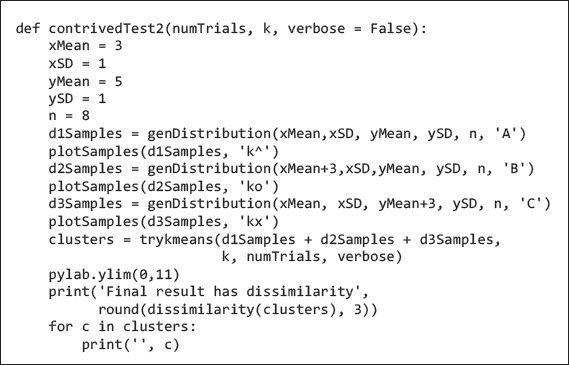 def contrivedTest2(numTrials, k, verbose = False):
    xMean = 3
    xSD = 1
    yMean = 5
    ySD = 1
    n = 8
    d1Samples = genDistribution(xMean,xSD, yMean, ySD, n, 'A')
    plotSamples(d1Samples, 'k^')
    d2Samples = genDistribution(xMean+3,xSD,yMean, ySD, n, 'B')
    plotSamples(d2Samples, 'ko')
    d3Samples = genDistribution(xMean, xSD, yMean+3, ySD, n, 'C')
    plotSamples(d3Samples, 'kx')
    clusters = trykmeans(d1Samples + d2Samples + d3Samples,
                         k, numTrials, verbose)
    pylab.ylim(0,11)
    print('Final result has dissimilarity',
          round(dissimilarity(clusters), 3))
    for c in clusters:
        print('', c)